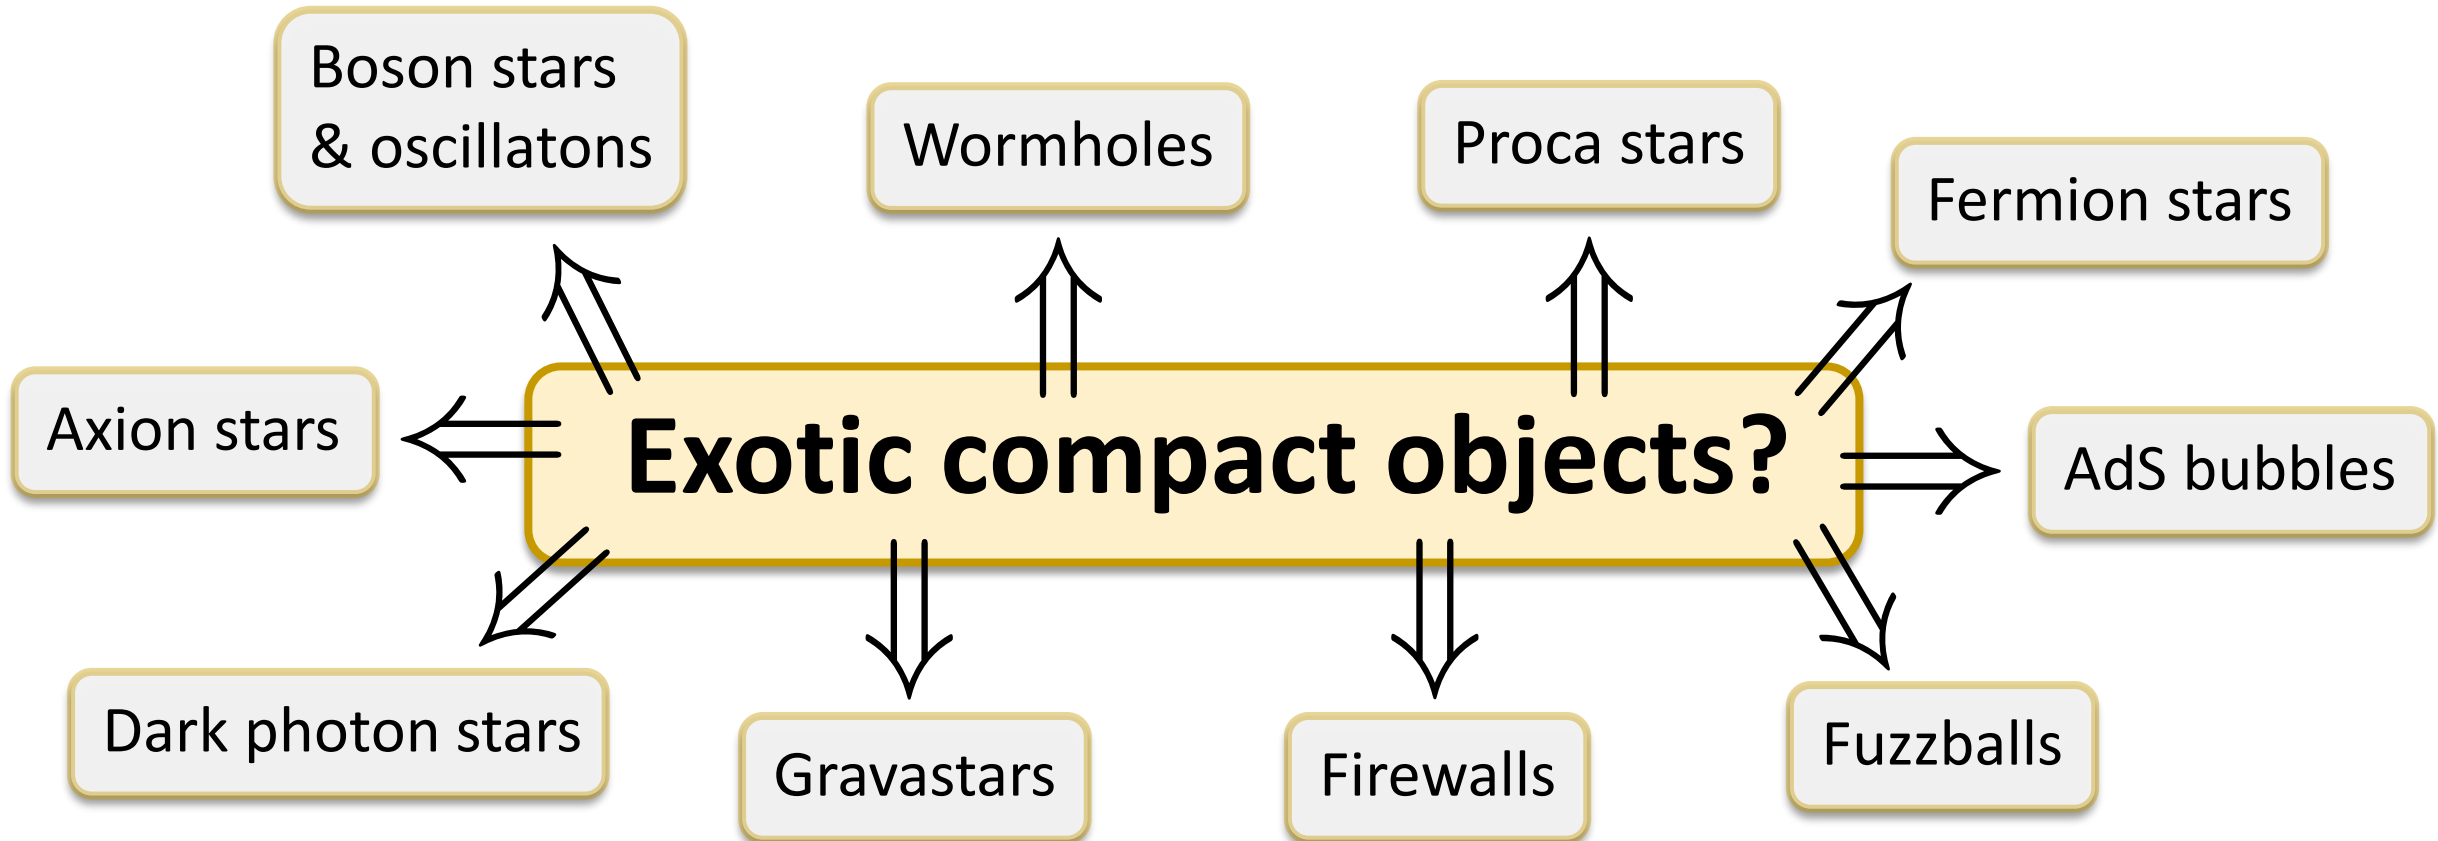 Boson stars
& oscillatons
Wormholes
Proca stars
Fermion stars
Axion stars
Exotic compact objects?
AdS bubbles
Dark photon stars
Gravastars
Firewalls
Fuzzballs